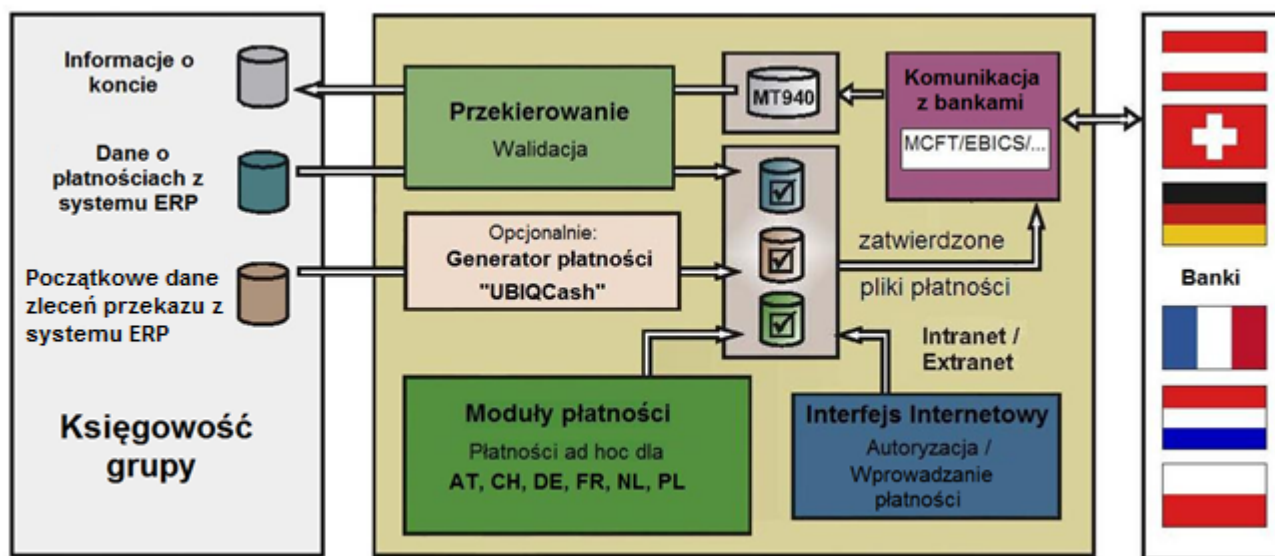 Informacje o
koncie
Dane o
płatnościach z
systemu ERP
Początkowe dane
zleceń przekazu z
systemu ERP
Księgowość
grupy
Przekierowanie
Walidacja
MT940
Komunikacja
z bankami
MCFT/EBICS/...
Opcjonalnie:
Generator płatności
"UBIQCash"
zatwierdzone
pliki płatności
Intranet /
Extranet
Moduły płatności
Płatności ad hoc dla
AT, CH, DE, FR, NL, PL
Interfejs Internetowy
Autoryzacja /
Wprowadzanie
płatności
Banki